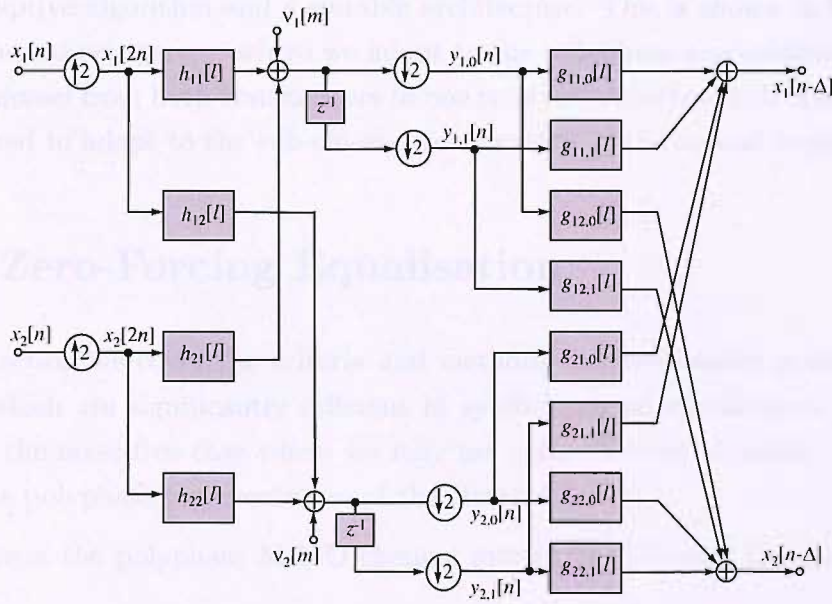 ν₁[m]
x₁[n] x₁[2n] y₁,₀[n]
↑2 h₁₁[l] ↓2 g₁₁,₀[l] x₁[n-Δ]
z⁻¹
↓2 y₁,₁[n] g₁₁,₁[l]
h₁₂[l] g₁₂,₀[l]
Zero-Forcing Equalisation
g₁₂,₁[l]
x₂[n] x₂[2n]
↑2 h₂₁[l] g₂₁,₀[l]
g₂₁,₁[l]
h₂₂[l] ↓2 y₂,₀[n] g₂₂,₀[l] x₂[n-Δ]
z⁻¹
ν₂[m]
↓2 y₂,₁[n] g₂₂,₁[l]